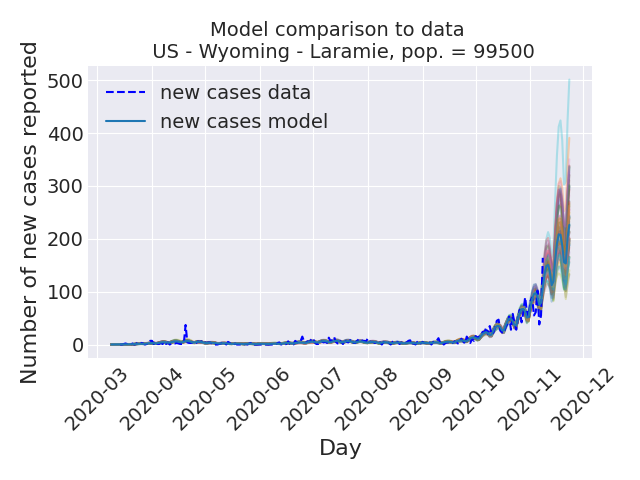 Model comparison to data
US - Wyoming - Laramie, pop. = 99500
Number of new cases reported
500
400
300
200
100
0
new cases data
new cases model
2020-03
2020-04
2020-05
2020-06
2020-07
2020-08
2020-09
2020-10
2020-11
2020-12
Day